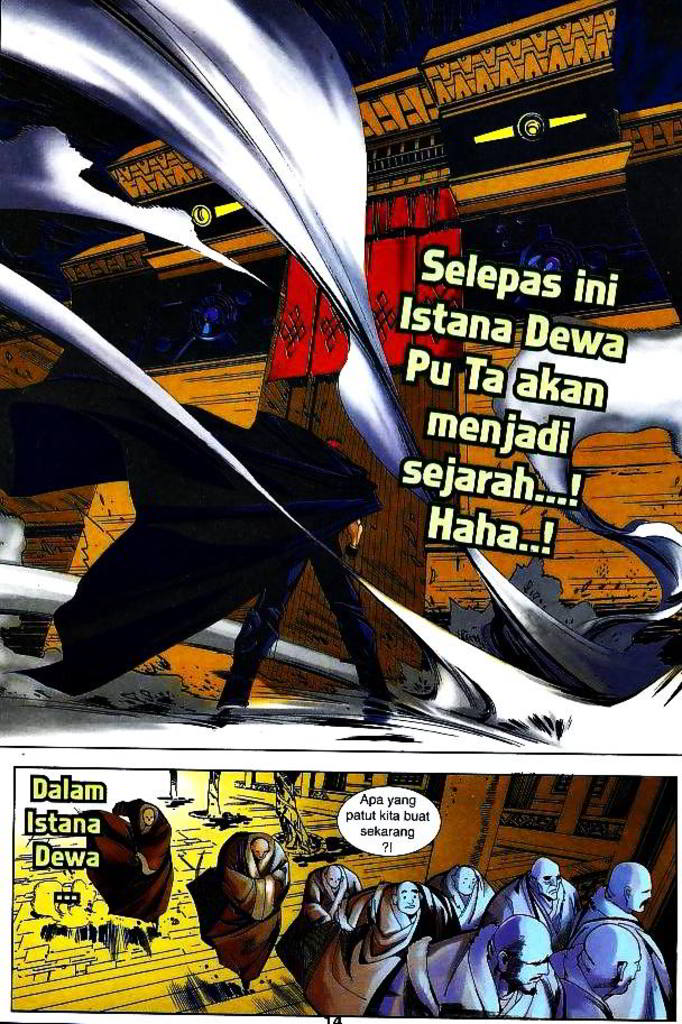 Selepas ini
Istana Dewa
Pu Ta akan
menjadi
sejarah...!
Haha..!
Dalam
Istana
Dewa
...
Apa yang
patut kita buat
sekarang
?!
14